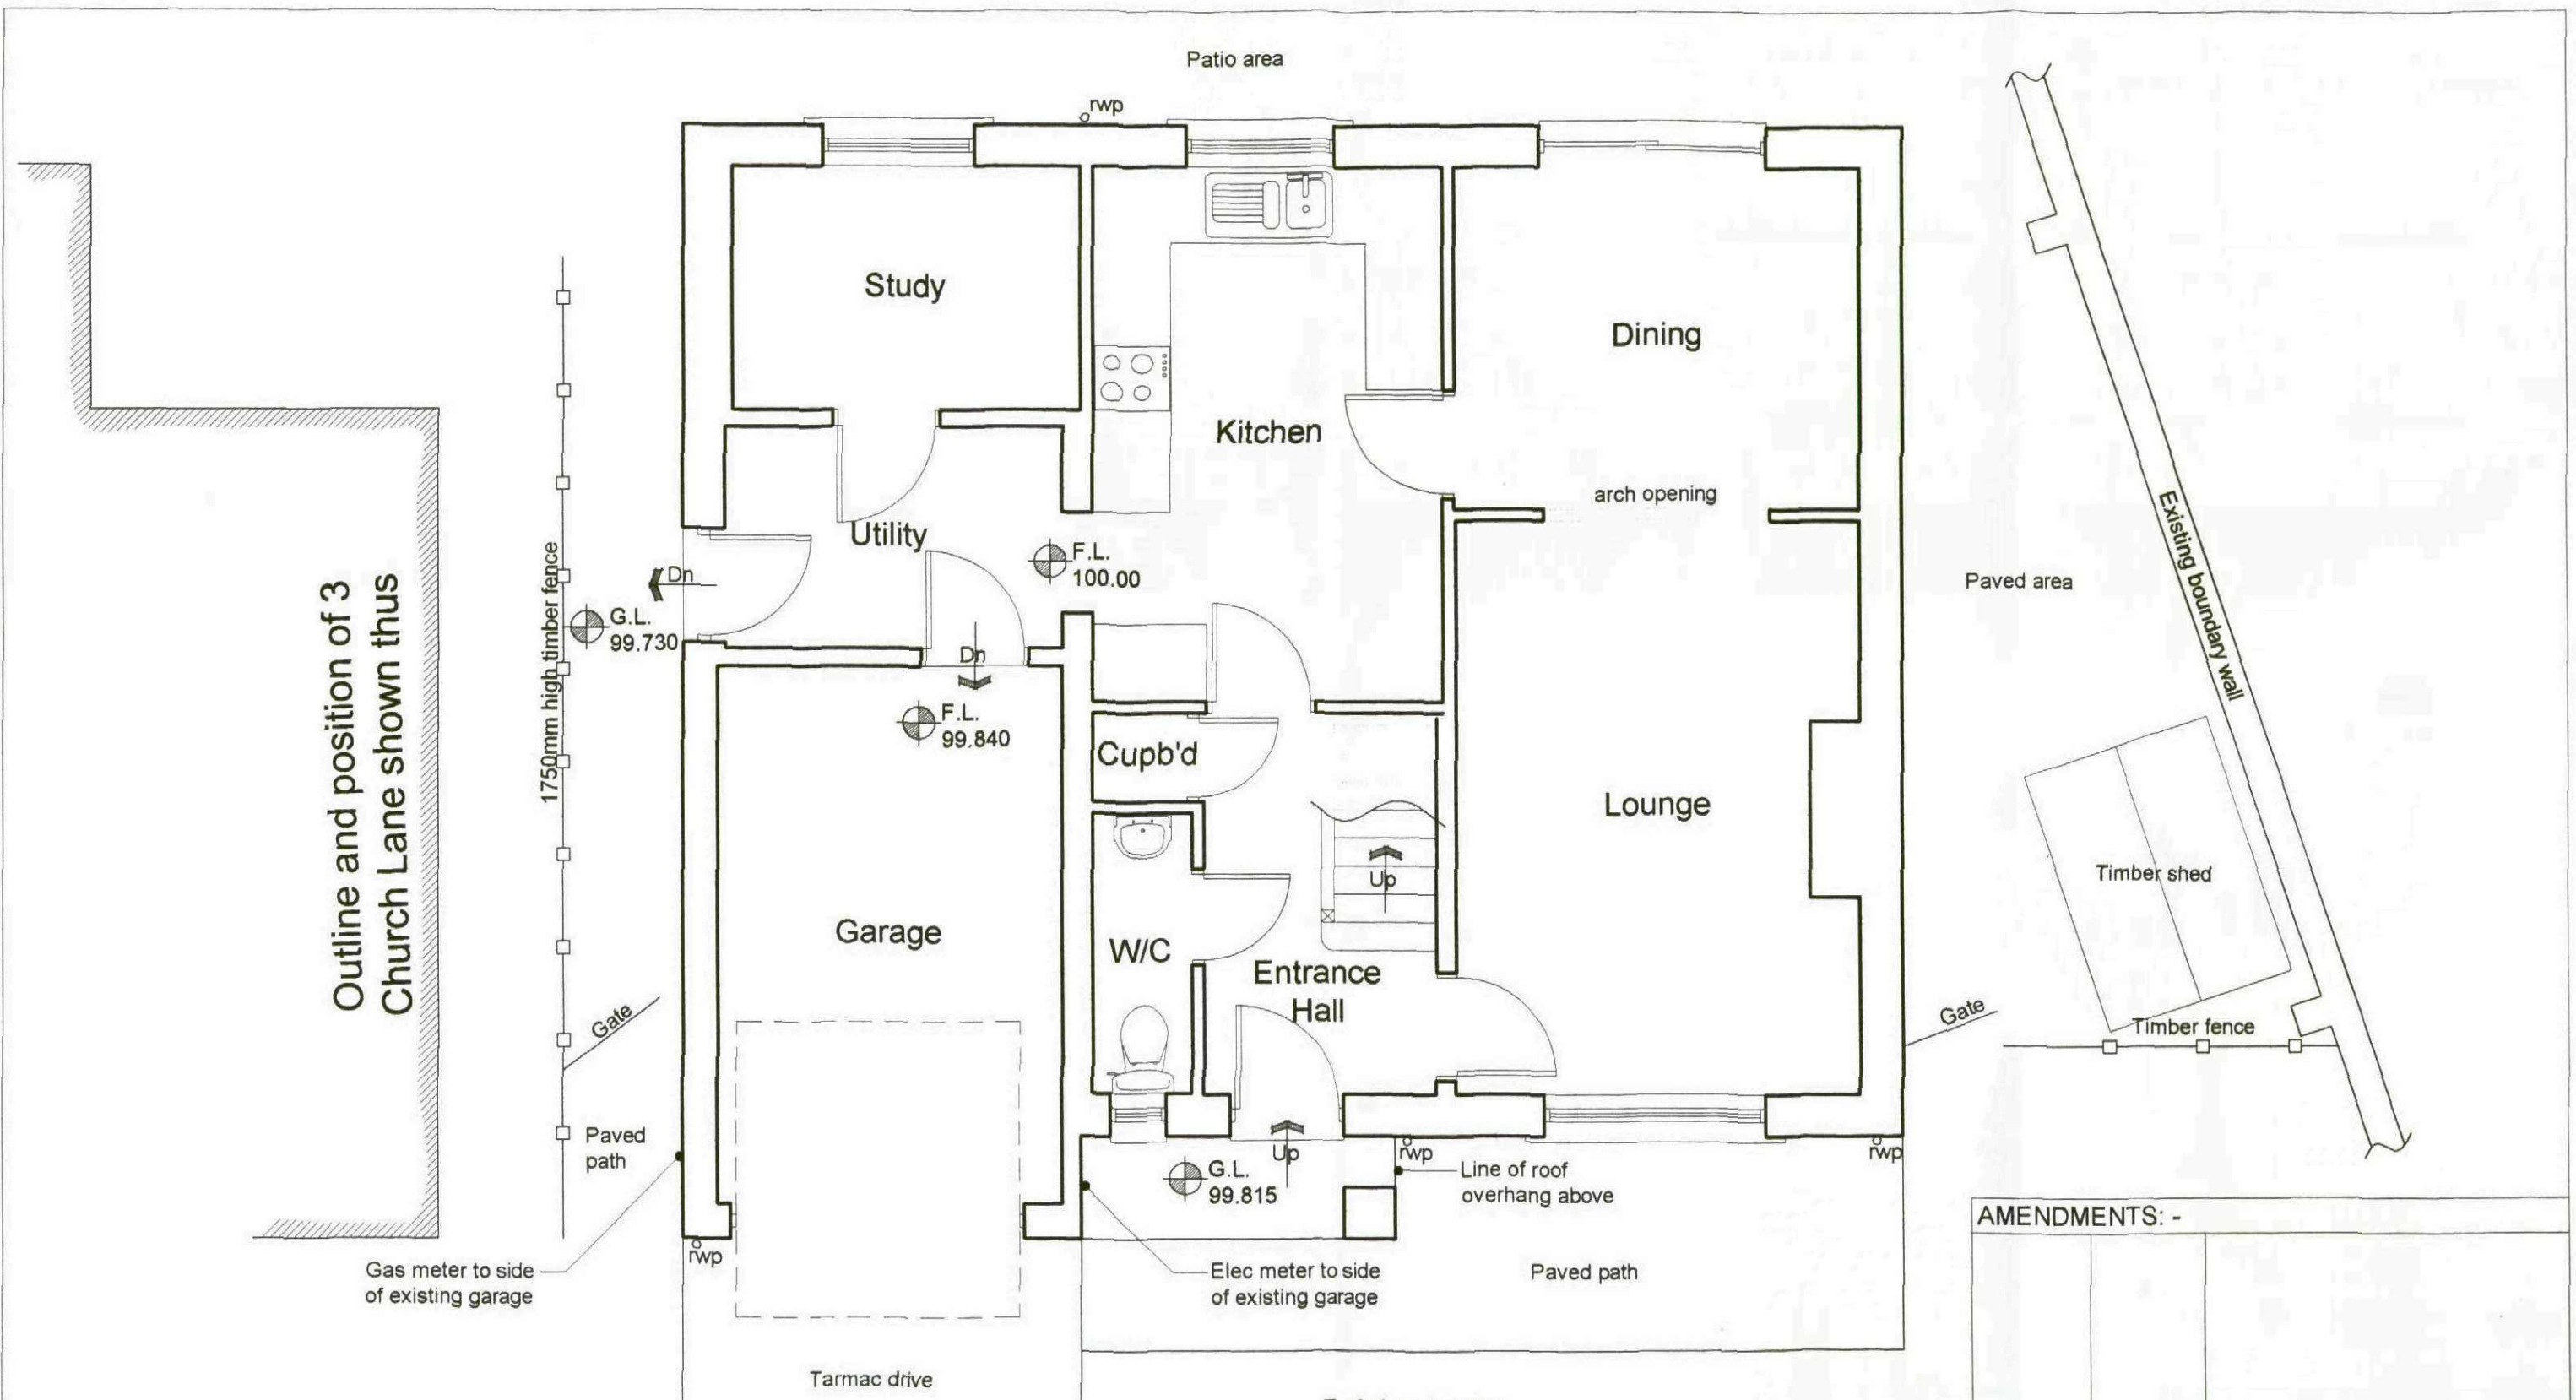 Patio area
rwp
Study
Dining
Kitchen
arch opening
Utility
F.L.
100.00
Dn
G.L.
99.730
Dn
F.L.
99.840
1750mm high timber fence
Outline and position of 3
Church Lane shown thus
Paved area
Existing boundary wall
Cupb'd
Lounge
Up
Timber shed
Garage
W/C
Entrance
Hall
Gate
Gate
Timber fence
Paved
path
Up
rwp
rwp
G.L.
99.815
Line of roof
overhang above
AMENDMENTS: -
rwp
Gas meter to side
of existing garage
Elec meter to side
of existing garage
Paved path
Tarmac drive